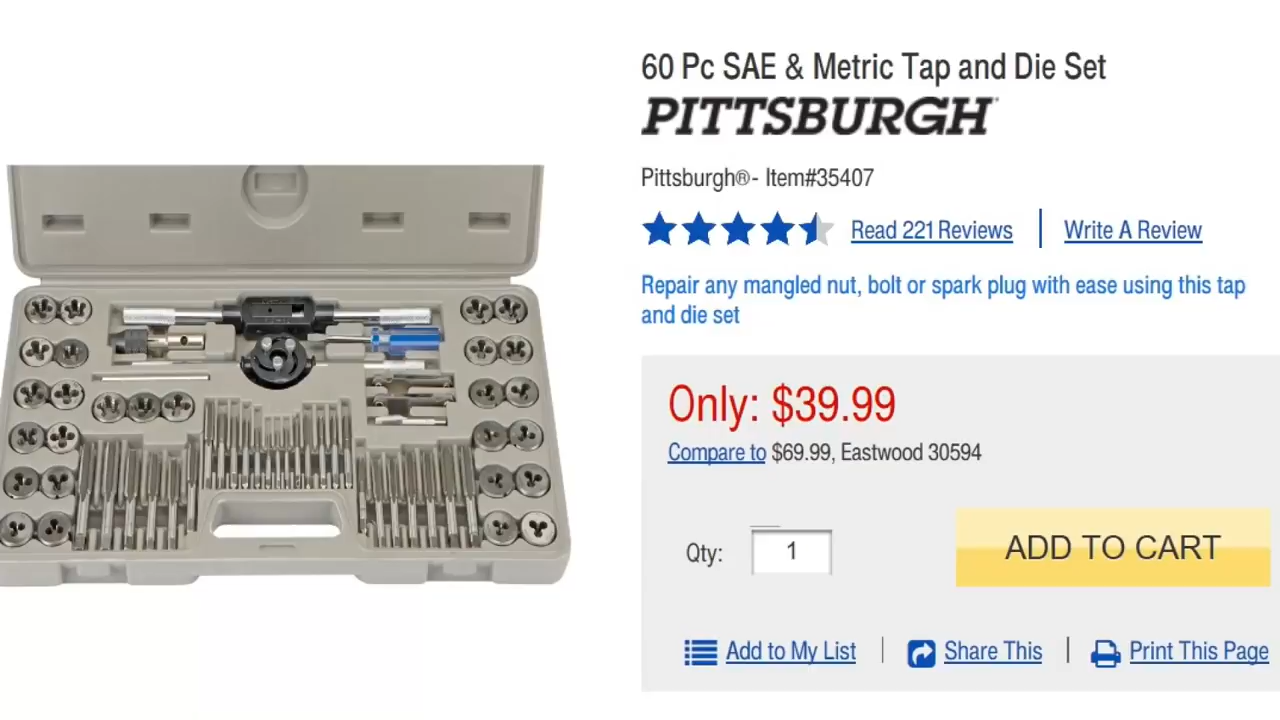 60 Pc SAE & Metric Tap and Die Set
PITTSBURGH
Pittsburgh®- Item#35407
Read 221 Reviews | Write A Review
Repair any mangled nut, bolt or spark plug with ease using this tap
and die set
Only: $39.99
Compare to $69.99, Eastwood 30594
Qty: 1 ADD TO CART
Add to My List | Share This | Print This Page